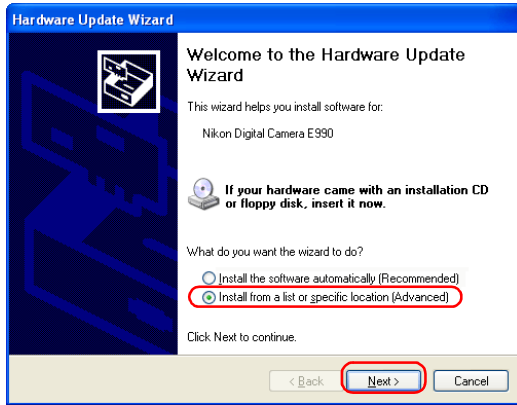 Hardware Update Wizard
Welcome to the Hardware Update
Wizard
This wizard helps you install software for:
Nikon Digital Camera E990
If your hardware came with an installation CD
or floppy disk, insert it now.
What do you want the wizard to do?
Install the software automatically (Recommended)
Install from a list or specific location (Advanced)
Click Next to continue.
< Back
Next >
Cancel